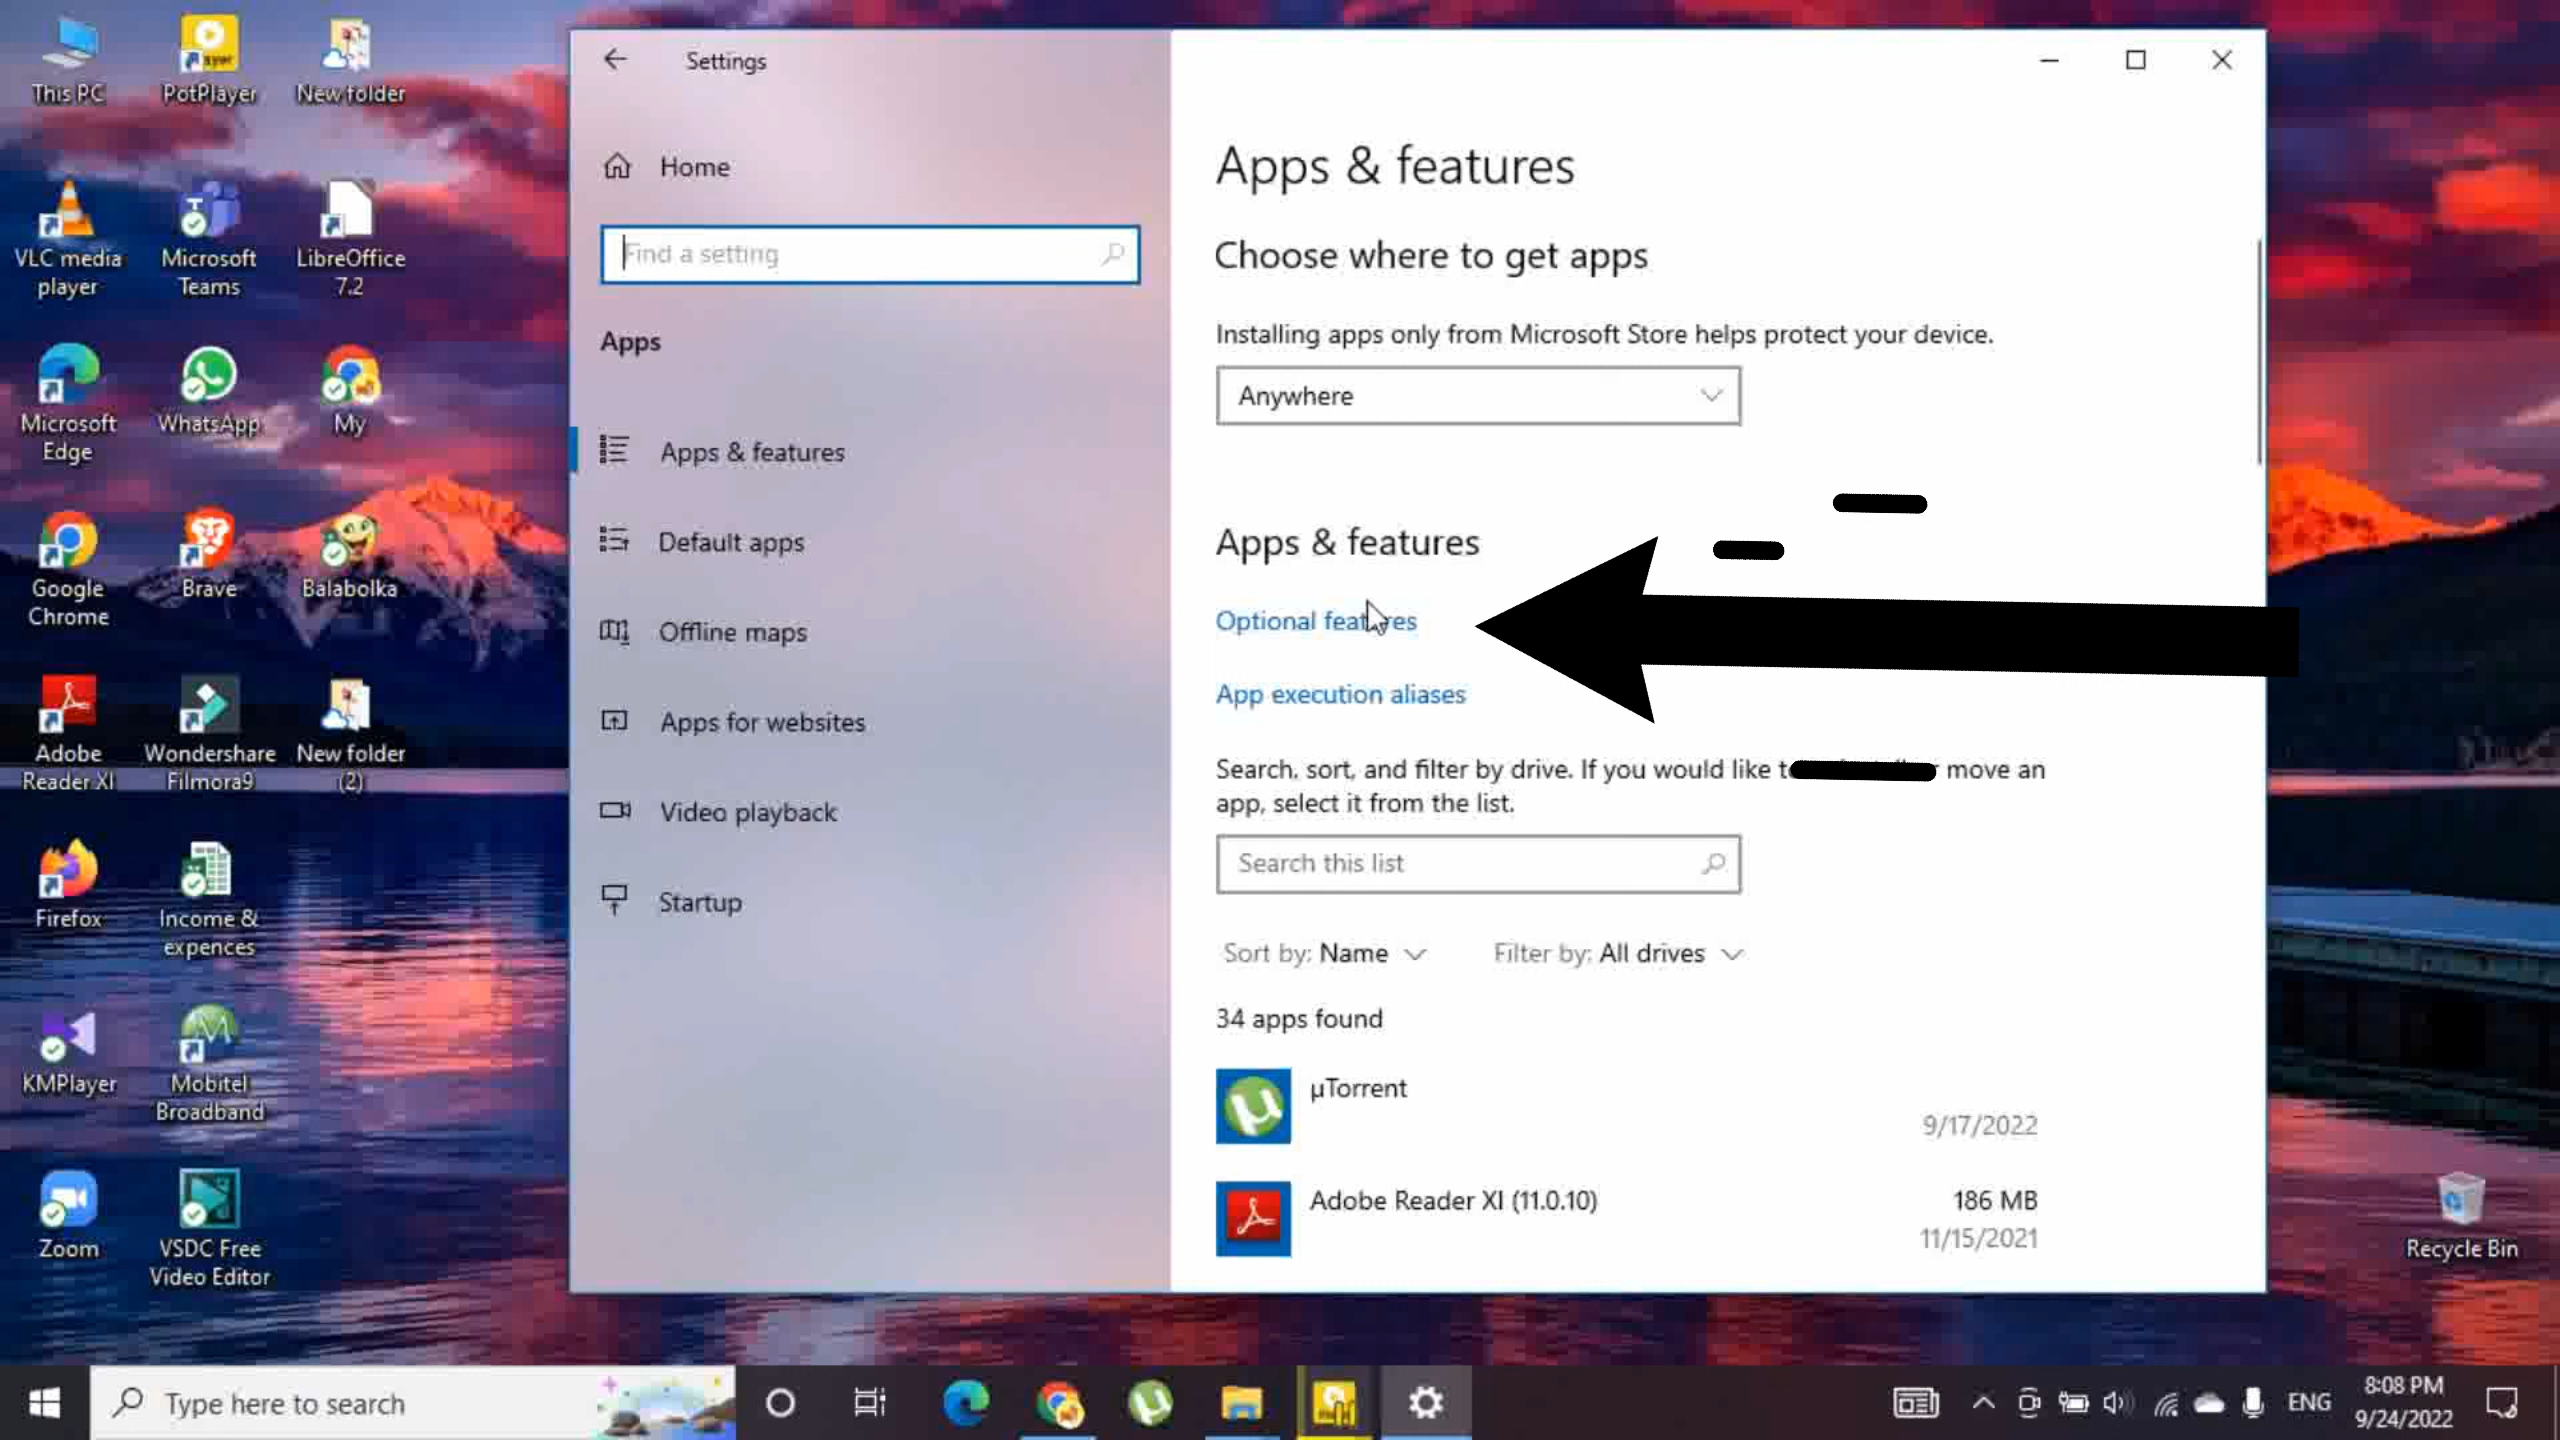 This PC
PotPlayer
New folder
VLC media
player
Microsoft
Teams
LibreOffice
7.2
Microsoft
Edge
WhatsApp
My
Google
Chrome
Brave
Balabolka
Adobe
Reader XI
Wondershare
Filmora9
New folder
(2)
Firefox
Income &
expences
KMPlayer
Mobitel
Broadband
Zoom
VSDC Free
Video Editor
Settings
Home
Find a setting
Apps
Apps & features
Default apps
Offline maps
Apps for websites
Video playback
Startup
Apps & features
Choose where to get apps
Installing apps only from Microsoft Store helps protect your device.
Anywhere
Apps & features
Optional features
App execution aliases
Search, sort, and filter by drive. If you would like move an
app, select it from the list.
Search this list
Sort by: Name
Filter by: All drives
34 apps found
µTorrent
9/17/2022
Adobe Reader XI (11.0.10)
186 MB
11/15/2021
Recycle Bin
Type here to search
ENG
8:08 PM
9/24/2022